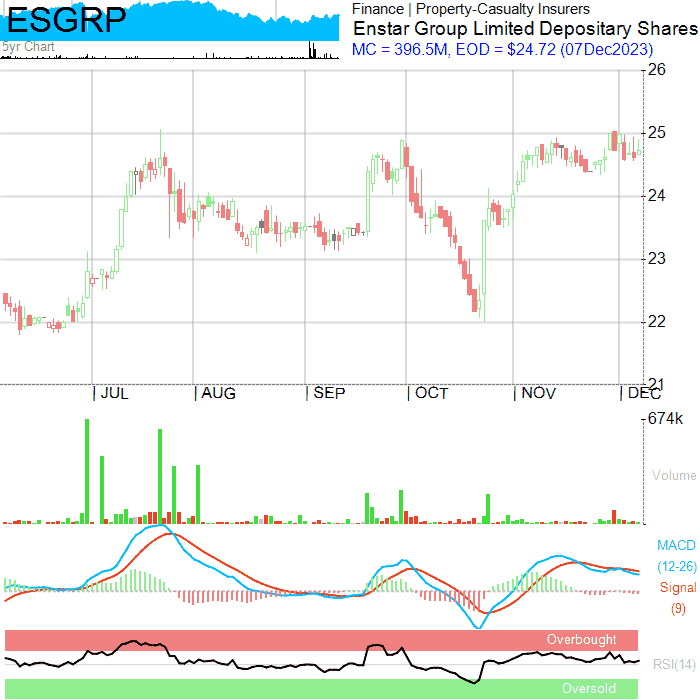 ESGRP
5yr Chart
Finance | Property-Casualty Insurers
Enstar Group Limited Depositary Shares
MC = 396.5M, EOD = $24.72 (07Dec2023)
26
25
24
23
22
21
JUL
AUG
SEP
OCT
NOV
DEC
674k
Volume
MACD
(12-26)
Signal
(9)
Overbought
RSI(14)
Oversold